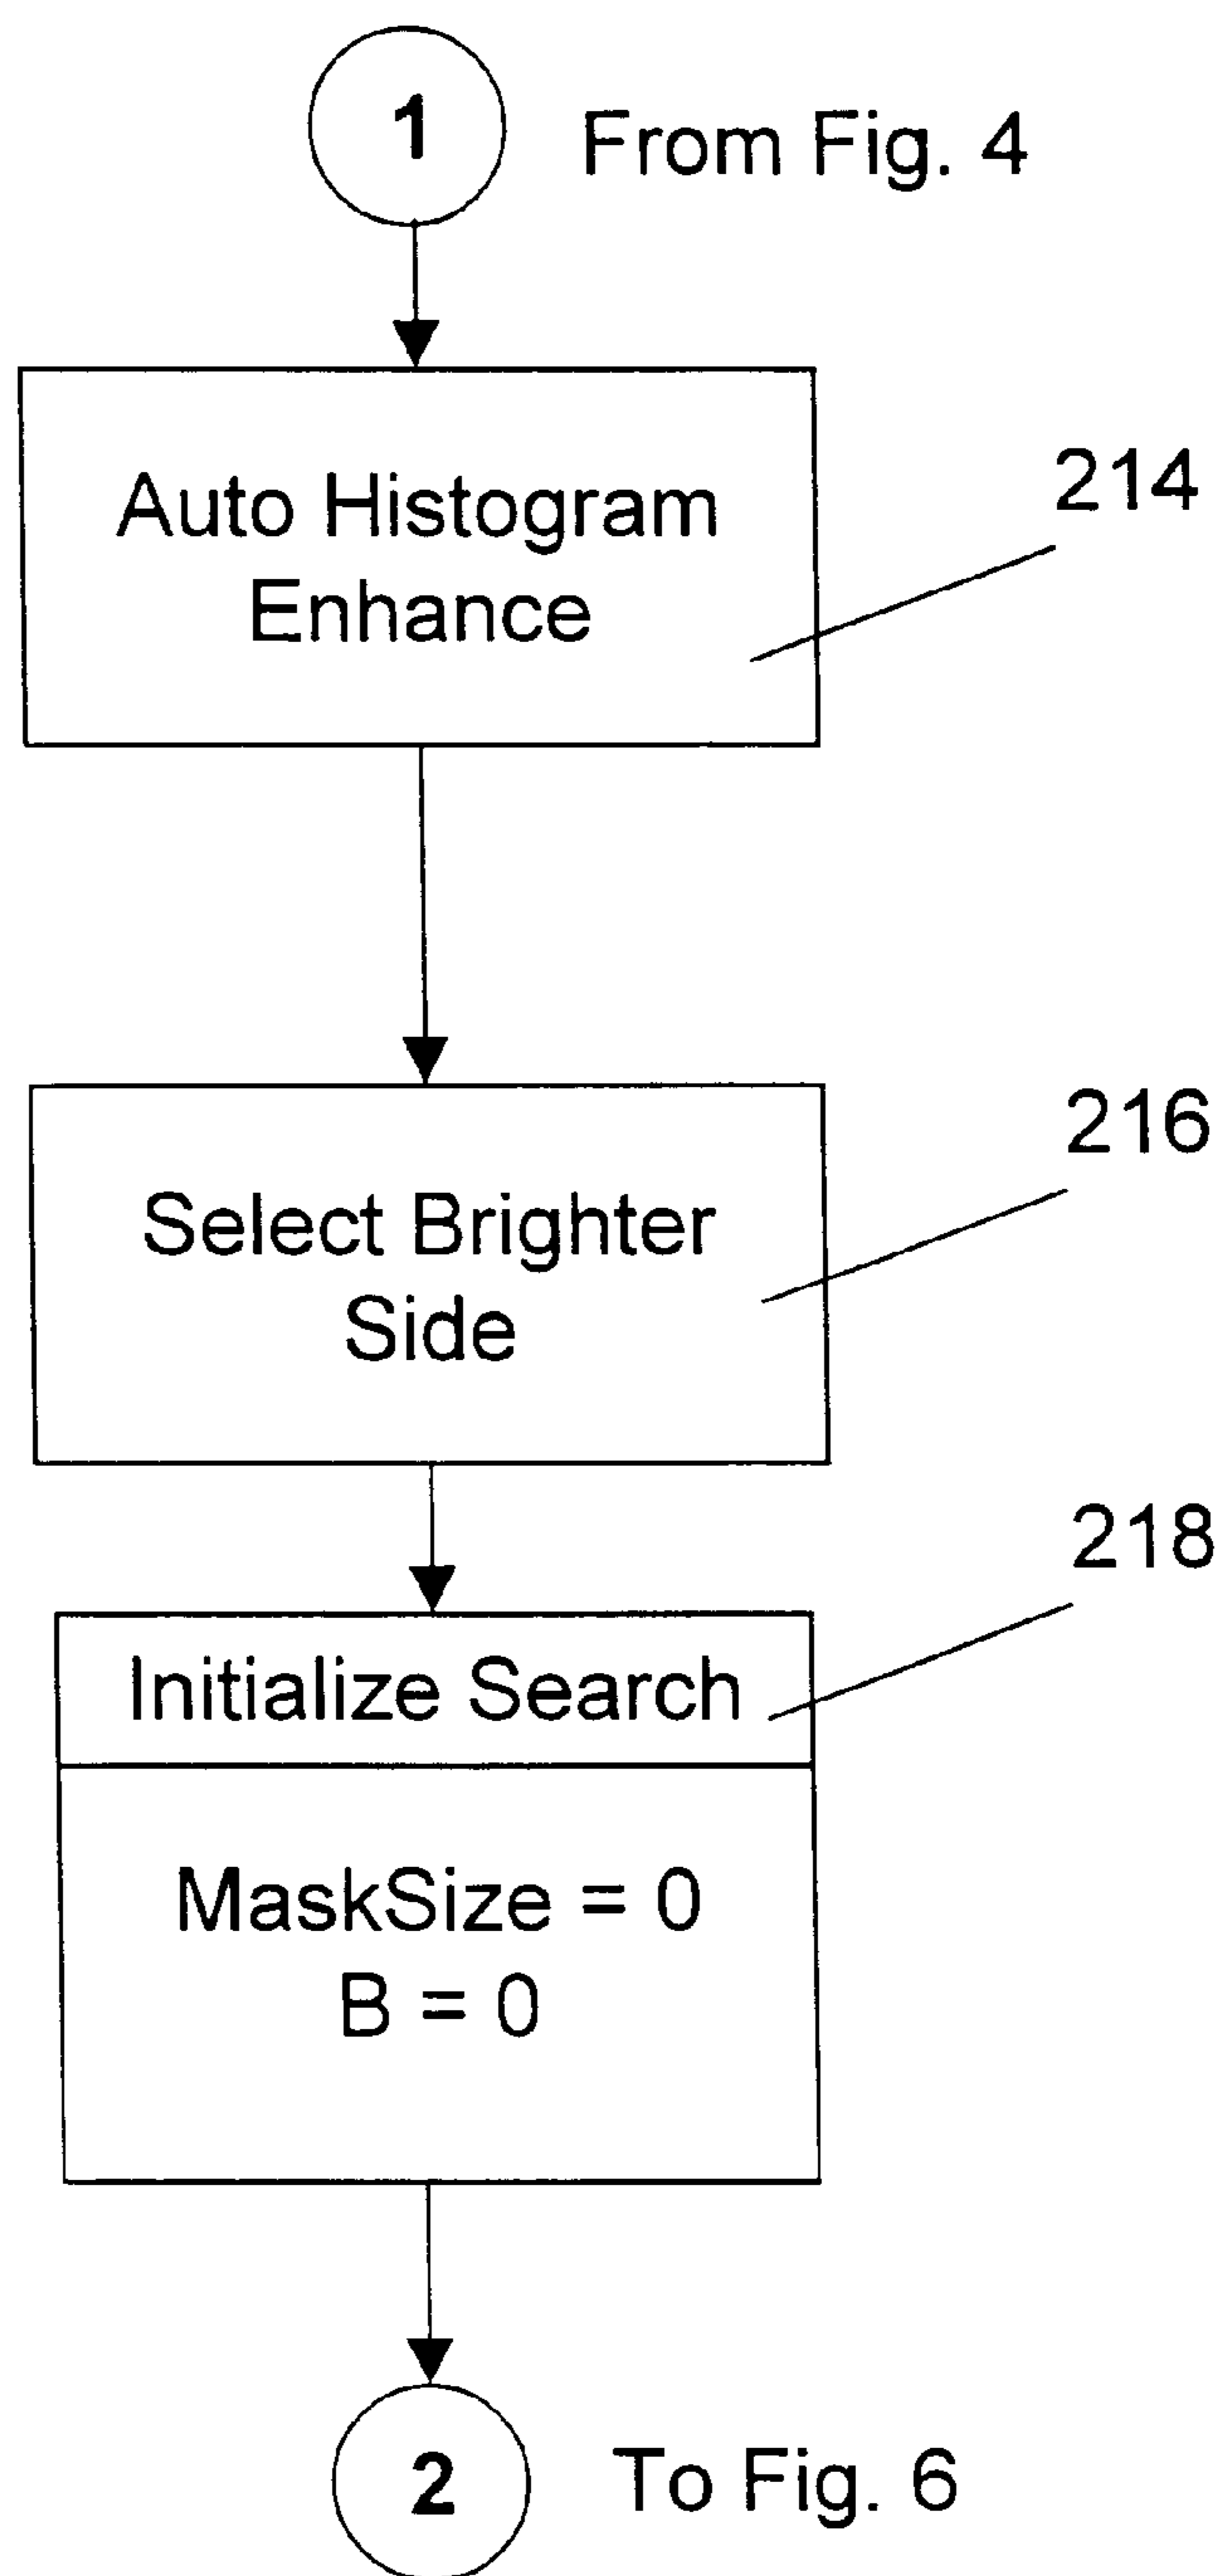 1
From Fig. 4
Auto Histogram
Enhance
214
Select Brighter
Side
216
Initialize Search
218
MaskSize = 0
B = 0
2
To Fig. 6